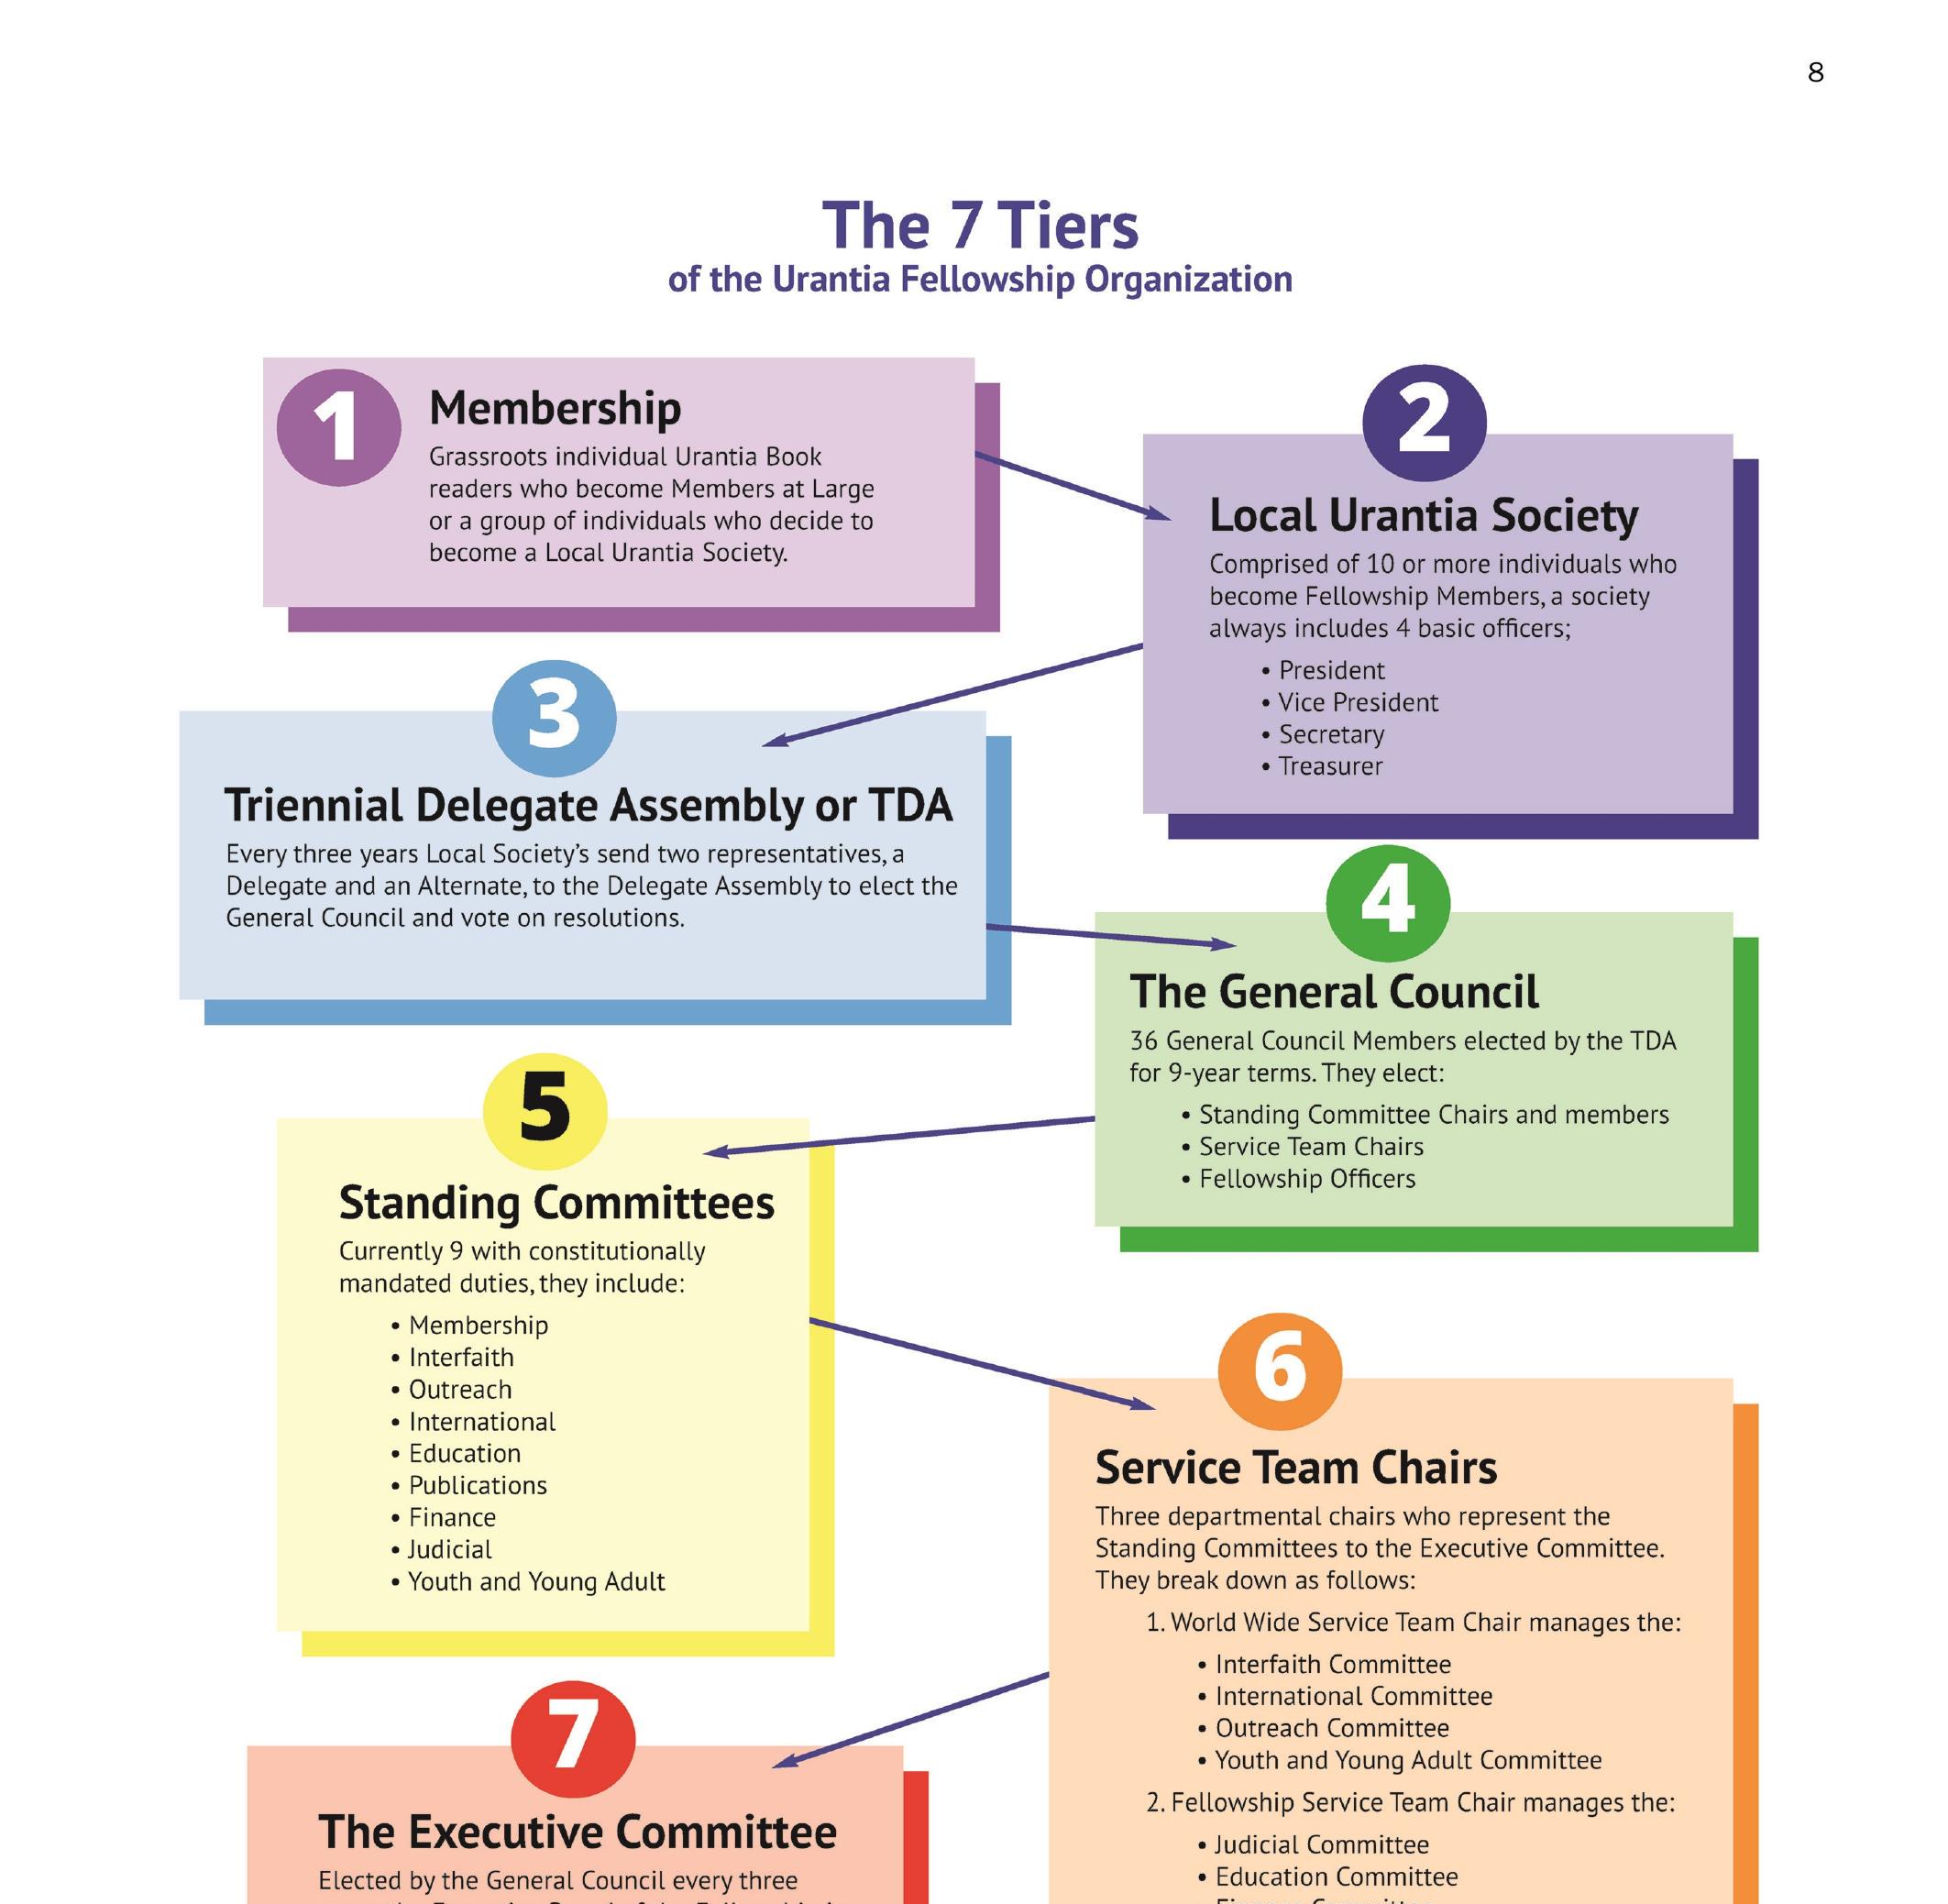 8
The 7 Tiers
of the Urantia Fellowship Organization
1
Membership
Grassroots individual Urantia Book
readers who become Members at Large
or a group of individuals who decide to
become a Local Urantia Society.
2
Local Urantia Society
Comprised of 10 or more individuals who
become Fellowship Members, a society
always includes 4 basic officers;
• President
• Vice President
• Secretary
• Treasurer
3
Triennial Delegate Assembly or TDA
Every three years Local Society's send two representatives, a
Delegate and an Alternate, to the Delegate Assembly to elect the
General Council and vote on resolutions.
4
The General Council
36 General Council Members elected by the TDA
for 9-year terms. They elect:
• Standing Committee Chairs and members
• Service Team Chairs
• Fellowship Officers
5
Standing Committees
Currently 9 with constitutionally
mandated duties, they include:
• Membership
• Interfaith
• Outreach
• International
• Education
• Publications
• Finance
• Judicial
• Youth and Young Adult
6
Service Team Chairs
Three departmental chairs who represent the
Standing Committees to the Executive Committee.
They break down as follows:
1. World Wide Service Team Chair manages the:
• Interfaith Committee
• International Committee
• Outreach Committee
• Youth and Young Adult Committee
2. Fellowship Service Team Chair manages the:
• Judicial Committee
• Education Committee
7
The Executive Committee
Elected by the General Council every three